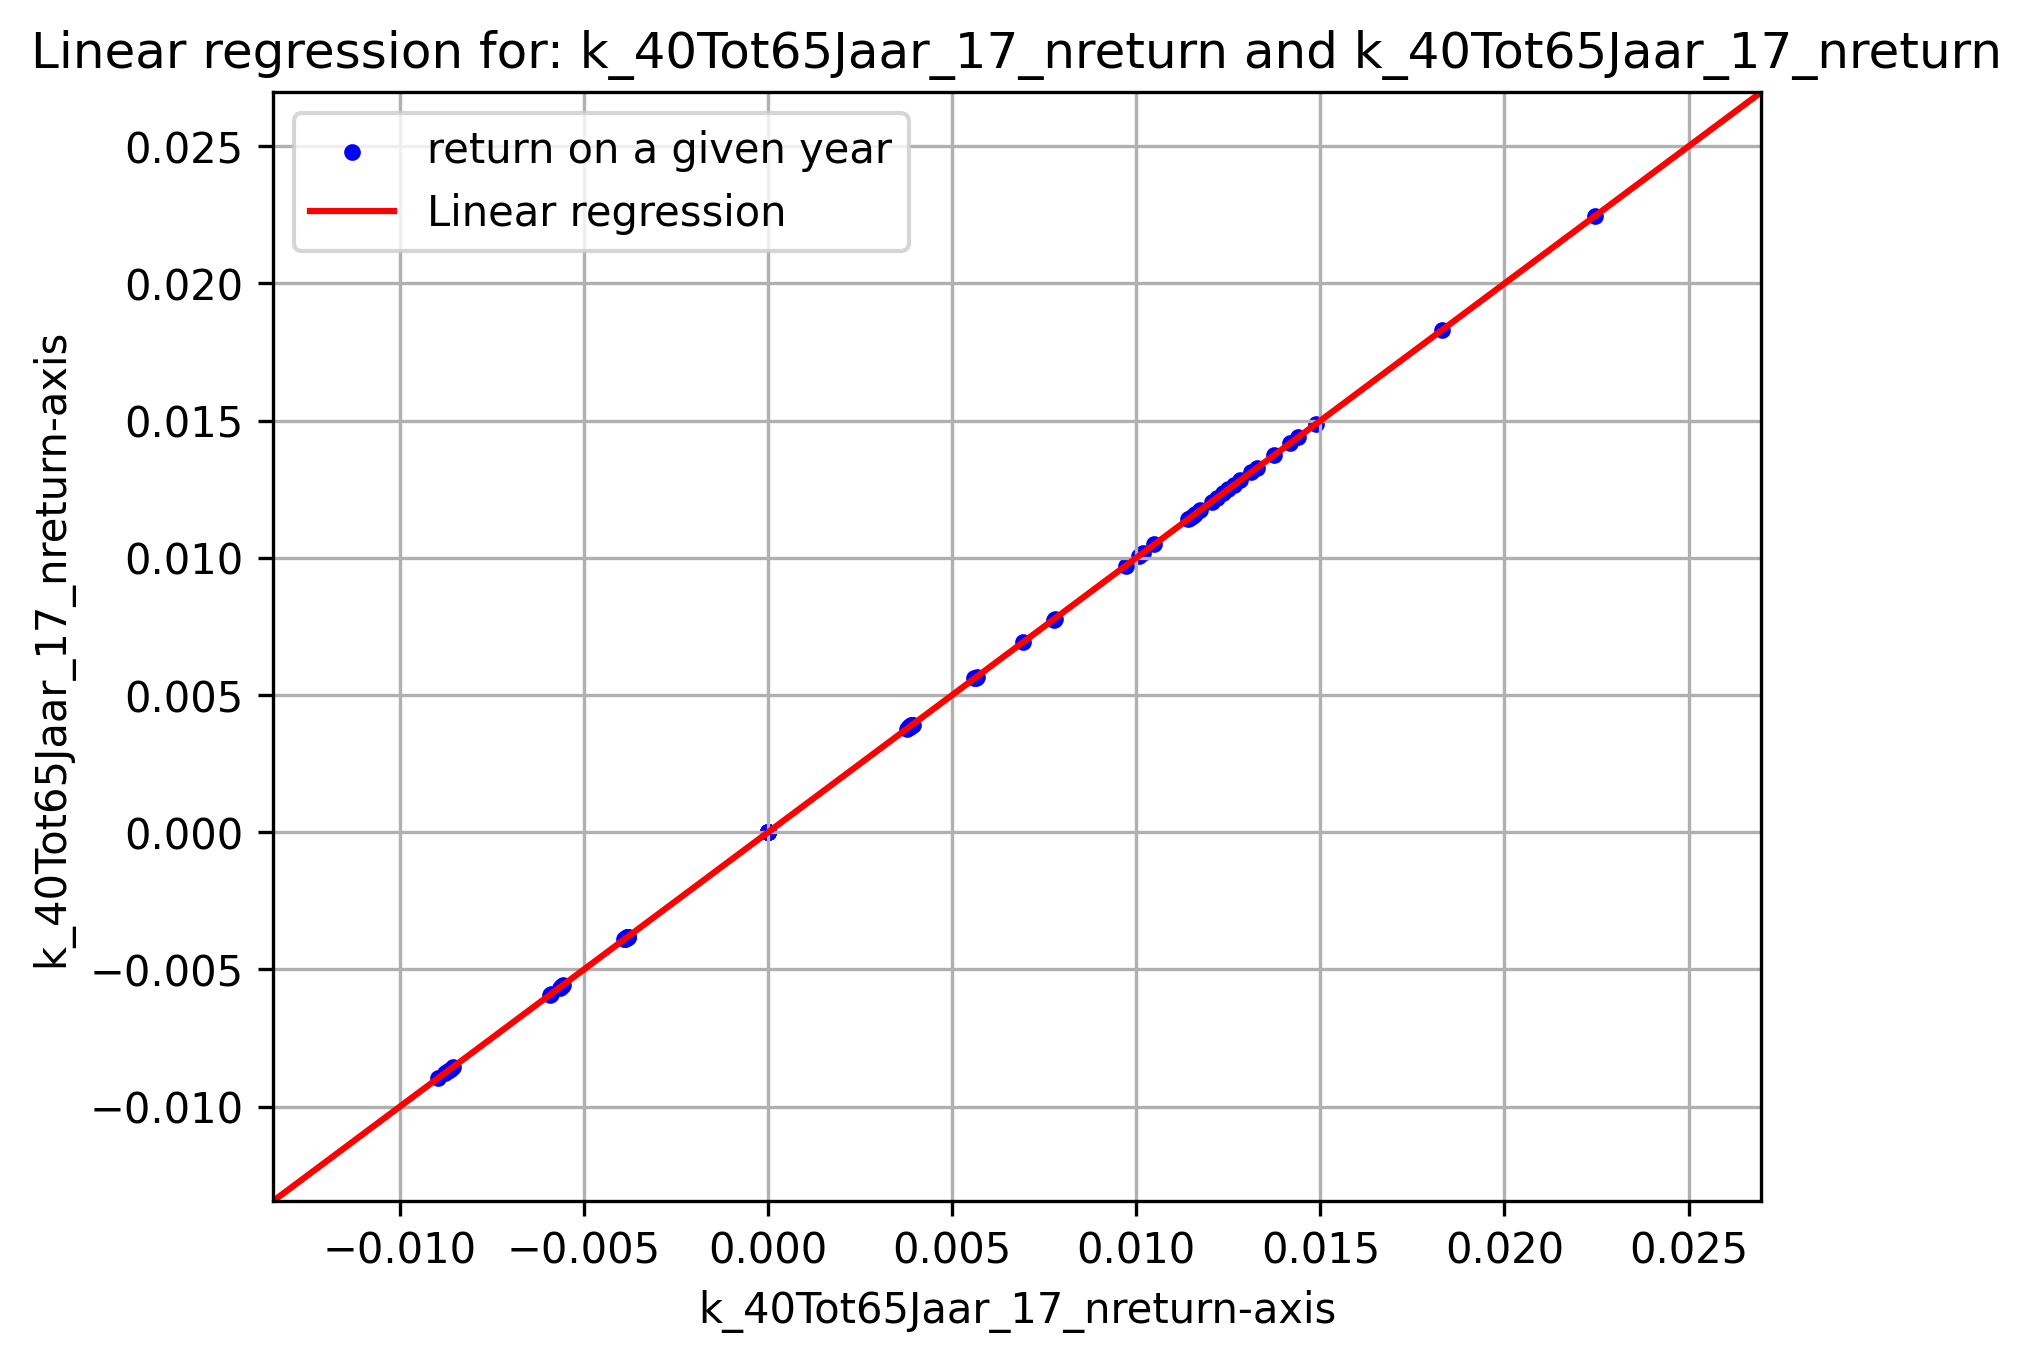 Linear regression for: k_40Tot65Jaar_17_nreturn and k_40Tot65Jaar_17_nreturn
return on a given year
Linear regression
k_40Tot65Jaar_17_nreturn-axis
0.025
0.020
0.015
0.010
0.005
0.000
−0.005
−0.010
−0.010 −0.005 0.000 0.005 0.010 0.015 0.020 0.025
k_40Tot65Jaar_17_nreturn-axis